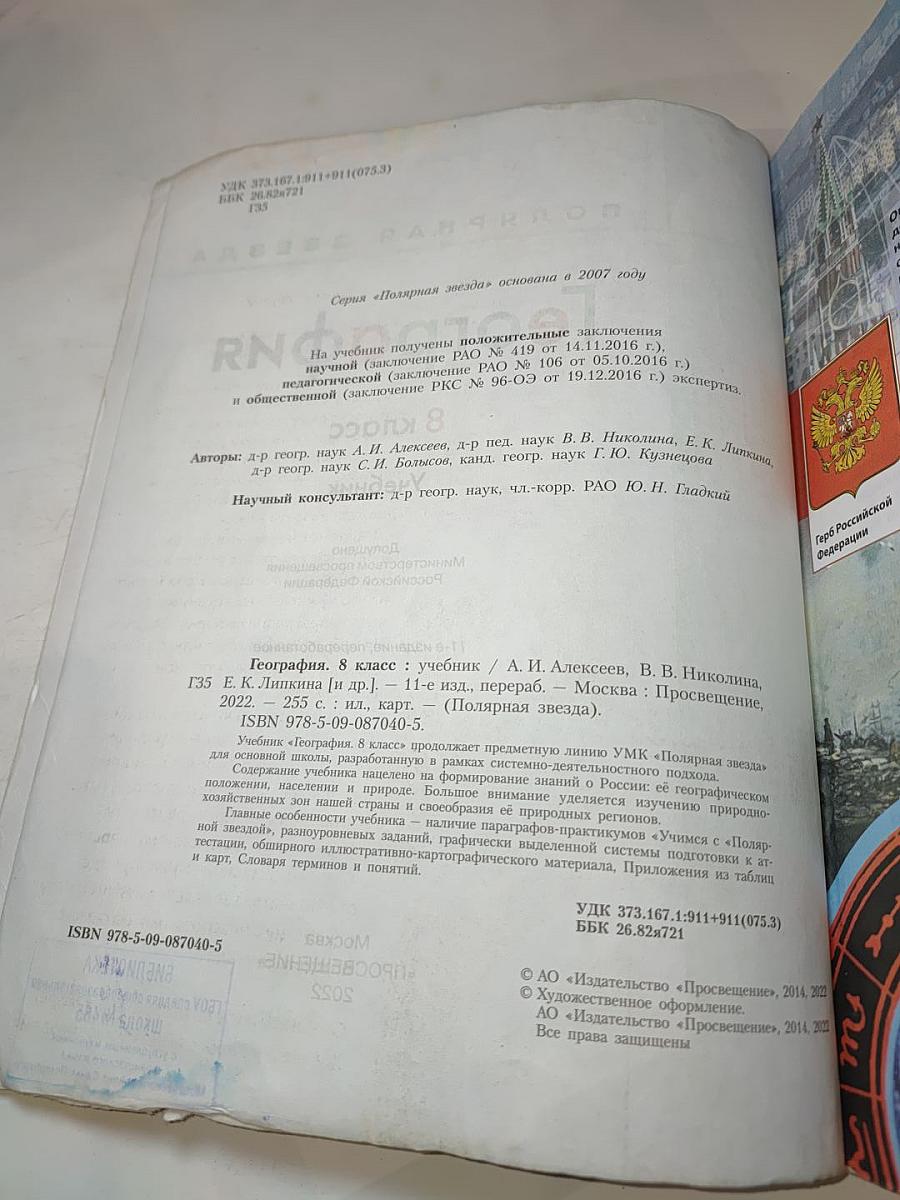 УДК 373.167.1:911+911(075.3)
ББК 26.82я721
Г35
Серия «Полярная звезда» основана в 2007 году
На учебник получены положительные заключения
научной (заключение РАО № 419 от 14.11.2016 г.),
педагогической (заключение РАО № 106 от 05.10.2016 г.)
и общественной (заключение РКС № 96-ОЭ от 19.12.2016 г.) экспертиз.
Авторы: д-р геогр. наук А. И. Алексеев, д-р пед. наук В. В. Николина, Е. К. Липкина,
д-р геогр. наук С. И. Болысов, канд. геогр. наук Г. Ю. Кузнецова
Научный консультант: д-р геогр. наук, чл.-корр. РАО Ю. Н. Гладкий
География. 8 класс : учебник / А. И. Алексеев, В. В. Николина,
Г35 Е. К. Липкина [и др.]. — 11-е изд., перераб. — Москва : Просвещение,
2022. — 255 с. : ил., карт. — (Полярная звезда).
ISBN 978-5-09-087040-5.
Учебник «География. 8 класс» продолжает предметную линию УМК «Полярная звезда»
для основной школы, разработанную в рамках системно-деятельностного подхода.
Содержание учебника нацелено на формирование знаний о России: её географическом
положении, населении и природе. Большое внимание уделяется изучению природно-
хозяйственных зон нашей страны и своеобразия её природных регионов.
Главные особенности учебника — наличие параграфов-практикумов «Учимся с «Поляр-
ной звездой», разноуровневых заданий, графически выделенной системы подготовки к ат-
тестации, обширного иллюстративно-картографического материала, Приложения из таблиц
и карт, Словаря терминов и понятий.
УДК 373.167.1:911+911(075.3)
ББК 26.82я721
ISBN 978-5-09-087040-5
© АО «Издательство «Просвещение», 2014, 2022
© Художественное оформление.
АО «Издательство «Просвещение», 2014, 2022
Все права защищены
Герб Российской
Федерации